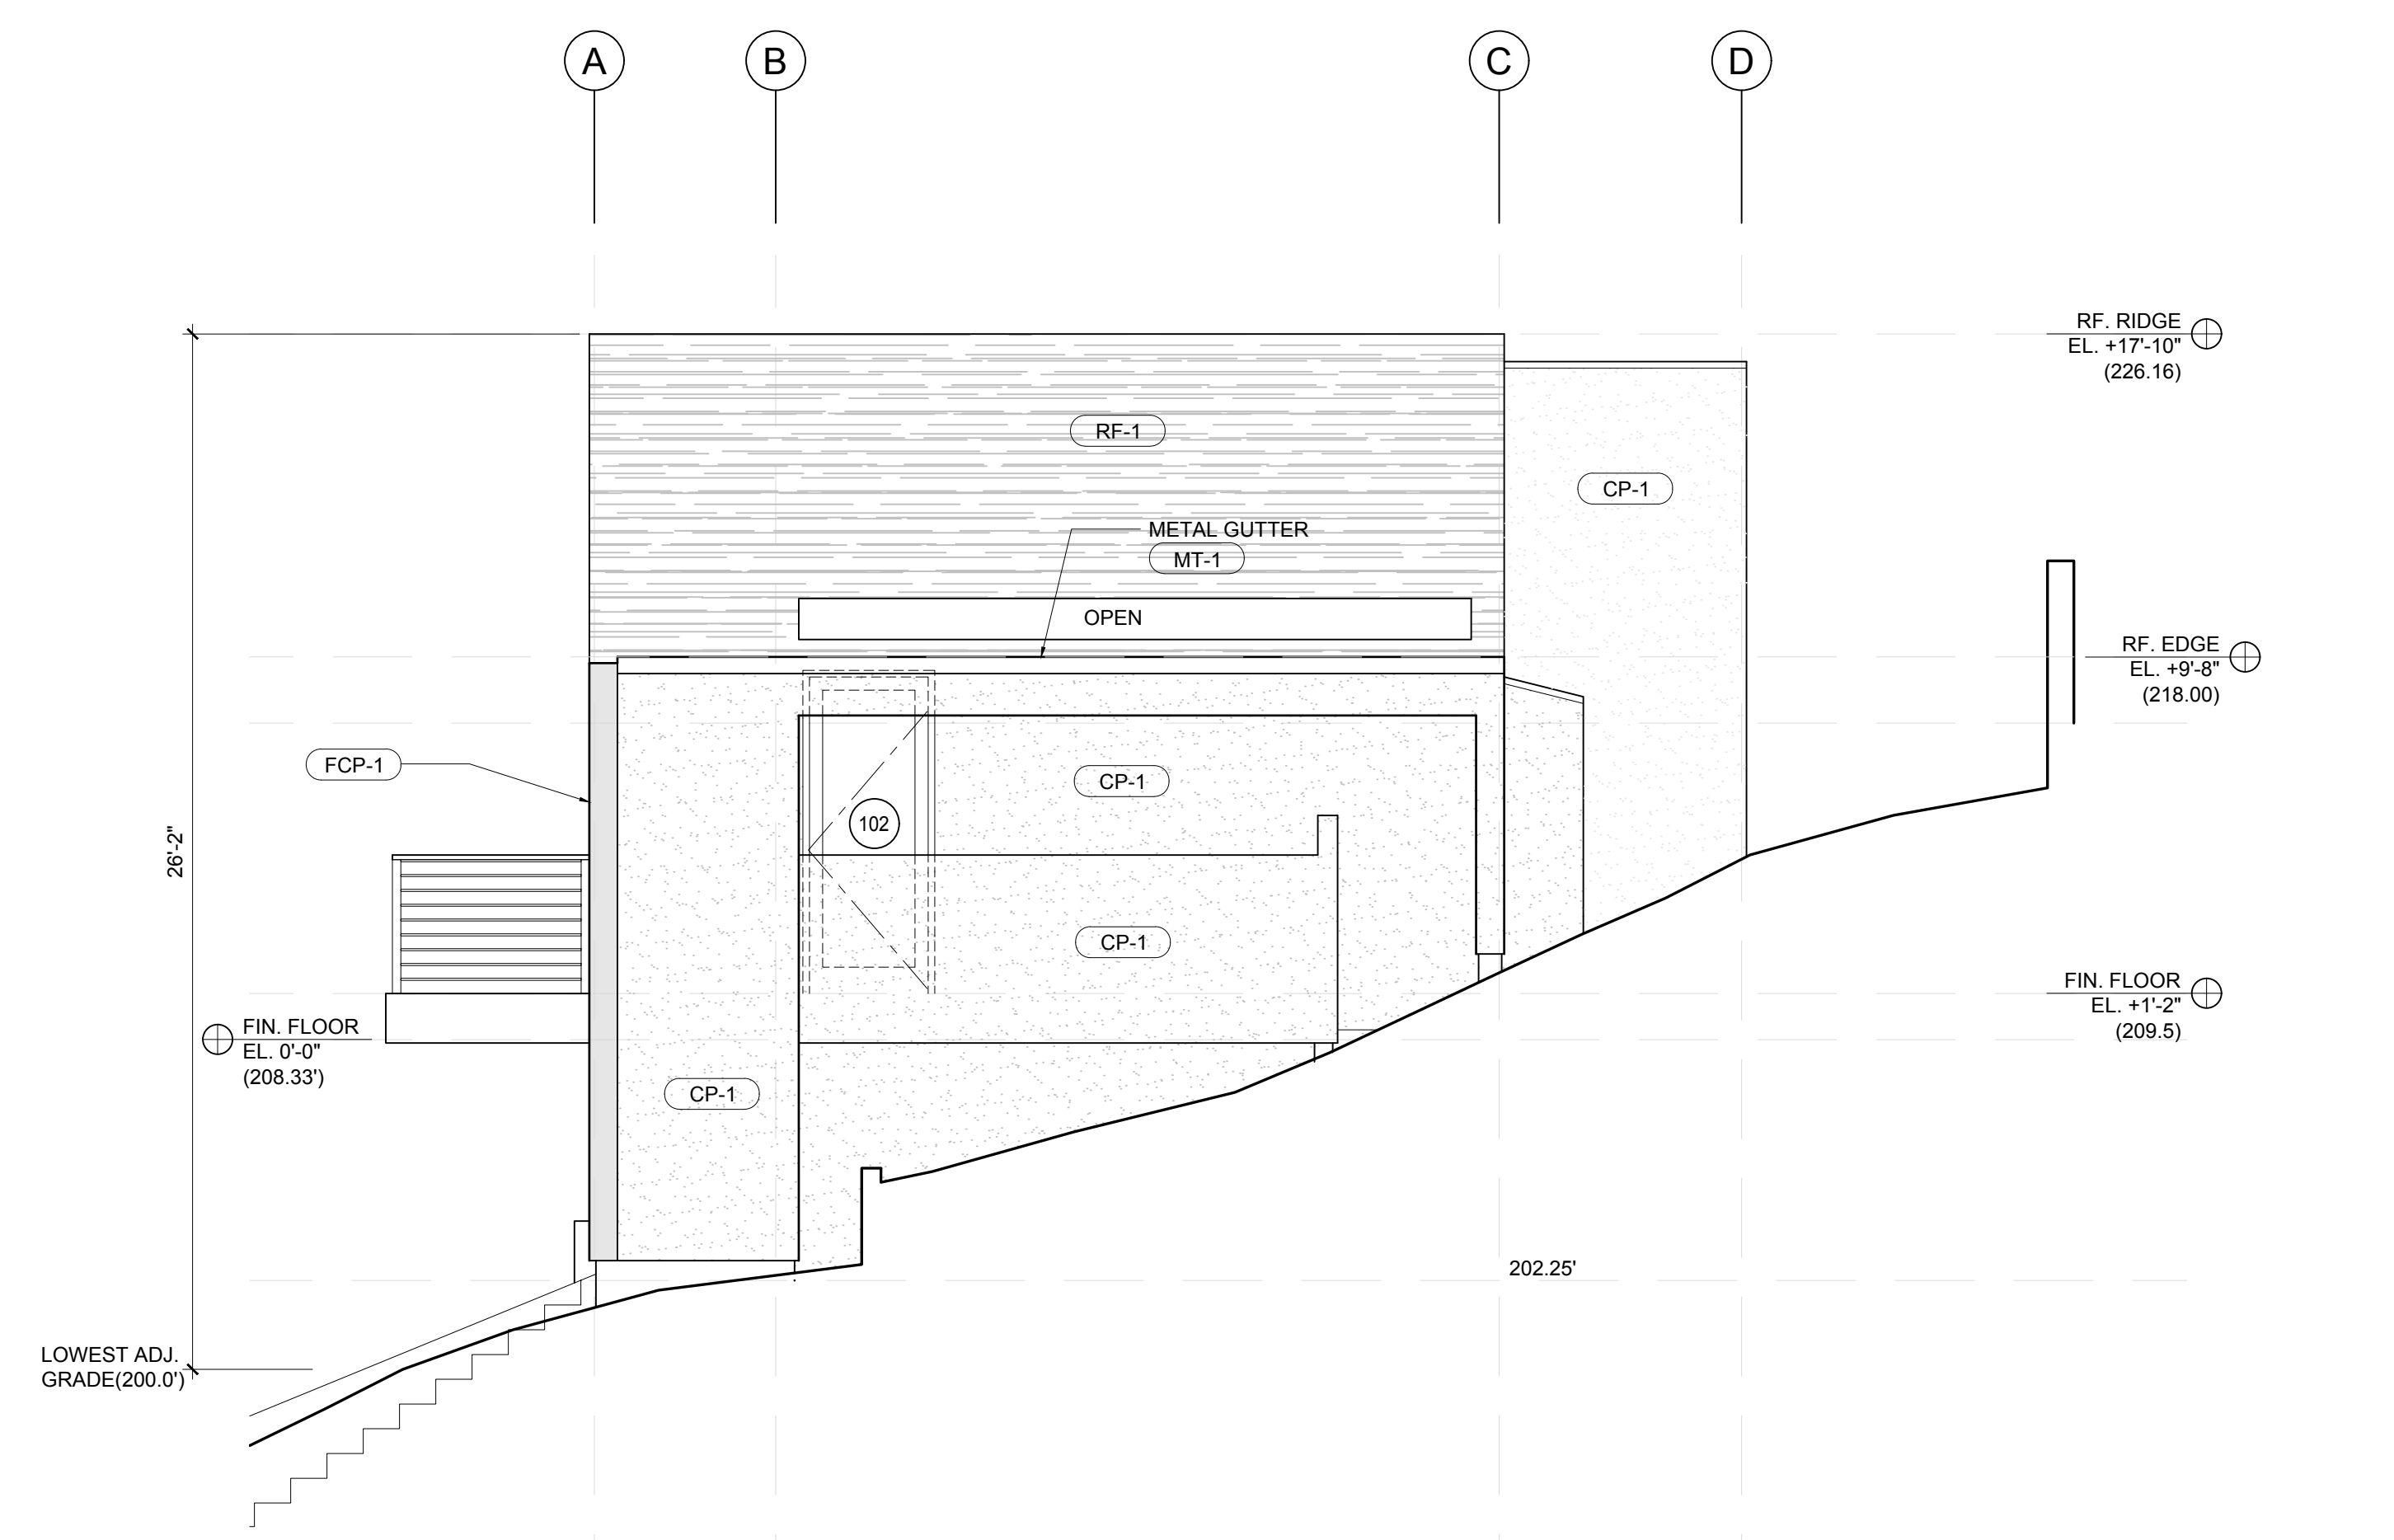 A
B
C
D
RF. RIDGE
EL. +17'-10"
(226.16)
RF-1
CP-1
METAL GUTTER
MT-1
OPEN
RF. EDGE
EL. +9'-8"
(218.00)
FCP-1
CP-1
102
26'-2"
CP-1
FIN. FLOOR
EL. +1'-2"
(209.5)
FIN. FLOOR
EL. 0'-0"
(208.33')
CP-1
202.25'
LOWEST ADJ.
GRADE(200.0')